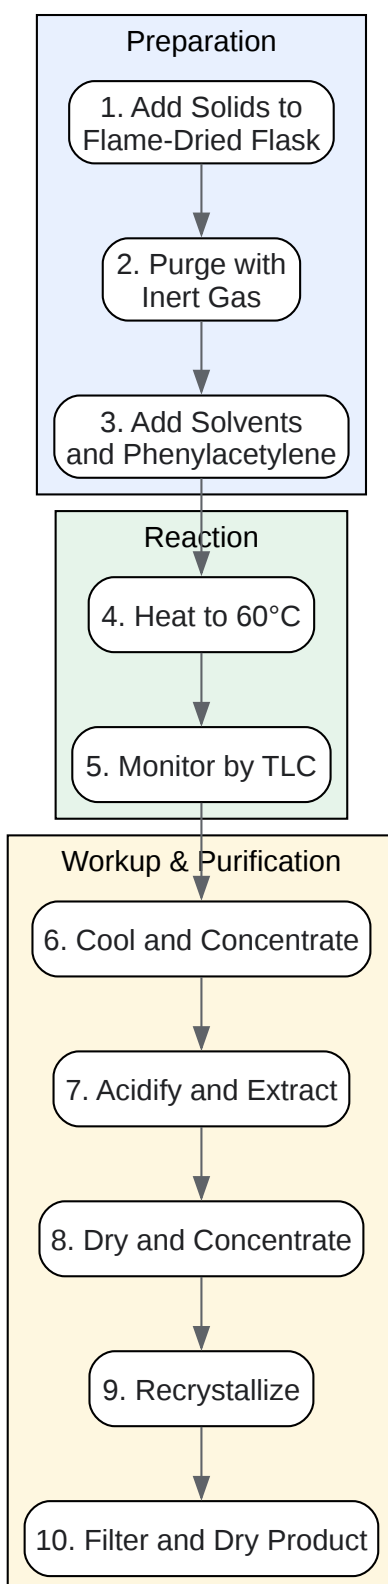 Preparation
1. Add Solids to
Flame-Dried Flask
2. Purge with
Inert Gas
3. Add Solvents
and Phenylacetylene
Reaction
4. Heat to 60°C
5. Monitor by TLC
Workup & Purification
6. Cool and Concentrate
7. Acidify and Extract
8. Dry and Concentrate
9. Recrystallize
10. Filter and Dry Product